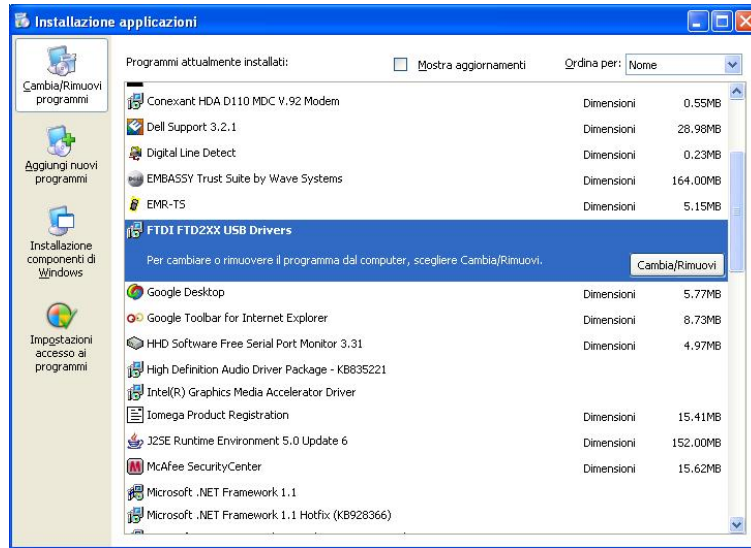 Installazione applicazioni
Cambia/Rimuovi
programmi
Aggiungi nuovi
programmi
Installazione
componenti di
Windows
Impostazioni
accesso ai
programmi
Programmi attualmente installati:
Mostra aggiornamenti
Ordina per: Nome
Conexant HDA D110 MDC V.92 Modem Dimensioni 0.55MB
Dell Support 3.2.1 Dimensioni 28.98MB
Digital Line Detect Dimensioni 0.23MB
EMBASSY Trust Suite by Wave Systems Dimensioni 164.00MB
EMR-TS Dimensioni 5.15MB
FTDI FTD2XX USB Drivers
Per cambiare o rimuovere il programma dal computer, scegliere Cambia/Rimuovi.
Cambia/Rimuovi
Google Desktop Dimensioni 5.77MB
Google Toolbar for Internet Explorer Dimensioni 8.73MB
HHD Software Free Serial Port Monitor 3.31 Dimensioni 4.97MB
High Definition Audio Driver Package - KB835221
Intel(R) Graphics Media Accelerator Driver
Iomega Product Registration Dimensioni 15.41MB
J2SE Runtime Environment 5.0 Update 6 Dimensioni 152.00MB
McAfee SecurityCenter Dimensioni 15.62MB
Microsoft .NET Framework 1.1
Microsoft .NET Framework 1.1 Hotfix (KB928366)